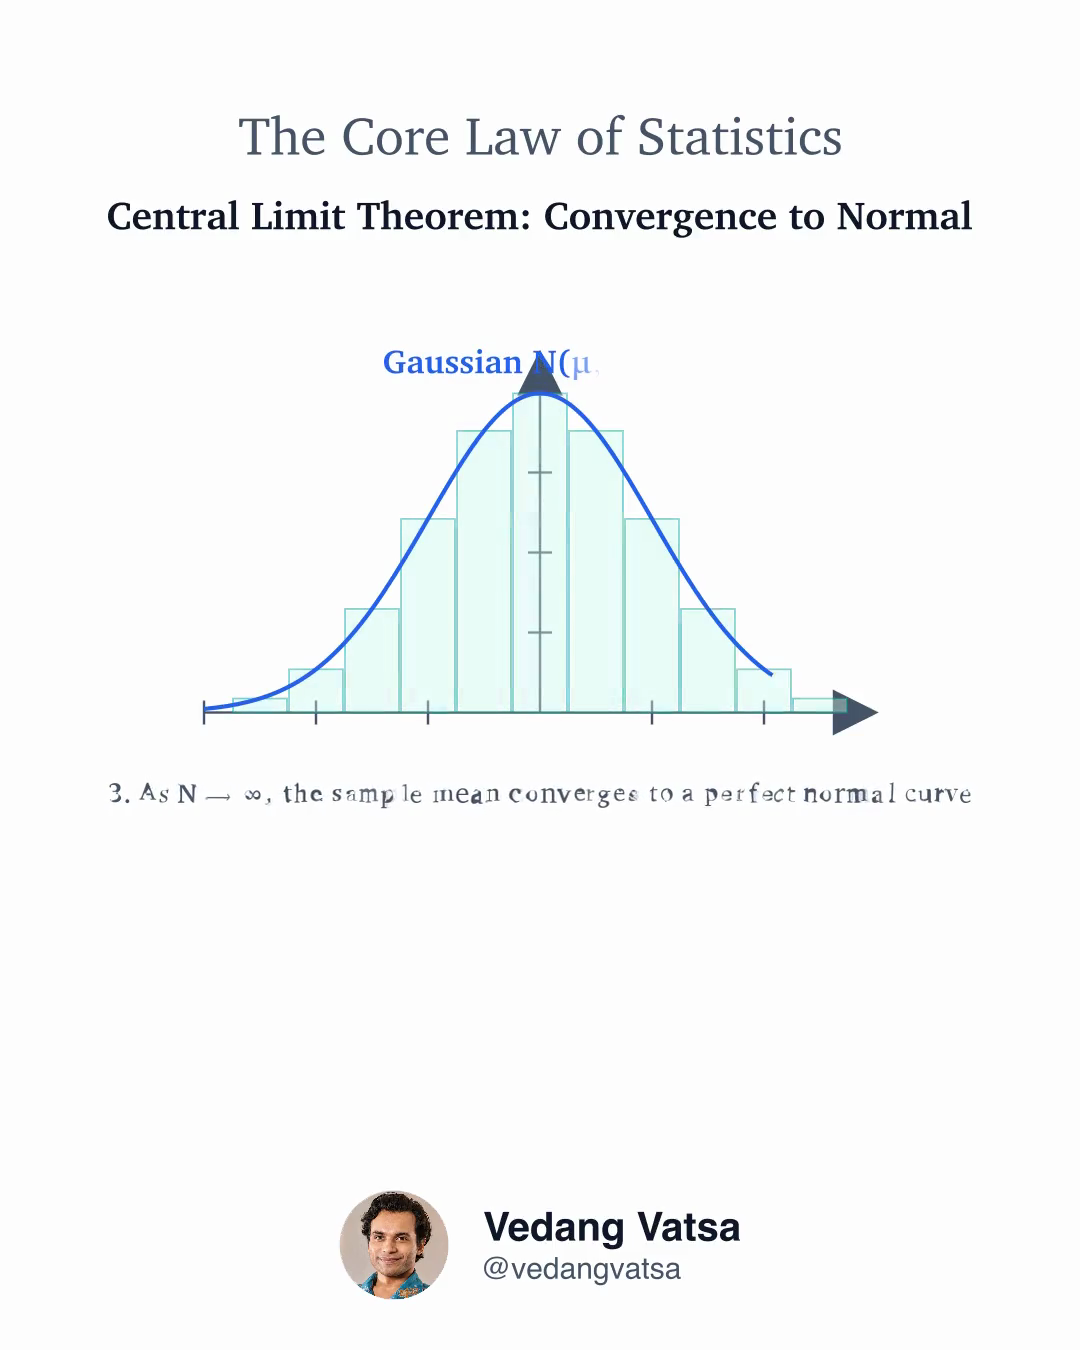 The Core Law of Statistics
Central Limit Theorem: Convergence to Normal
Gaussian N(μ,
3. As N → ∞, the sample mean converges to a perfect normal curve
Vedang Vatsa
@vedangvatsa